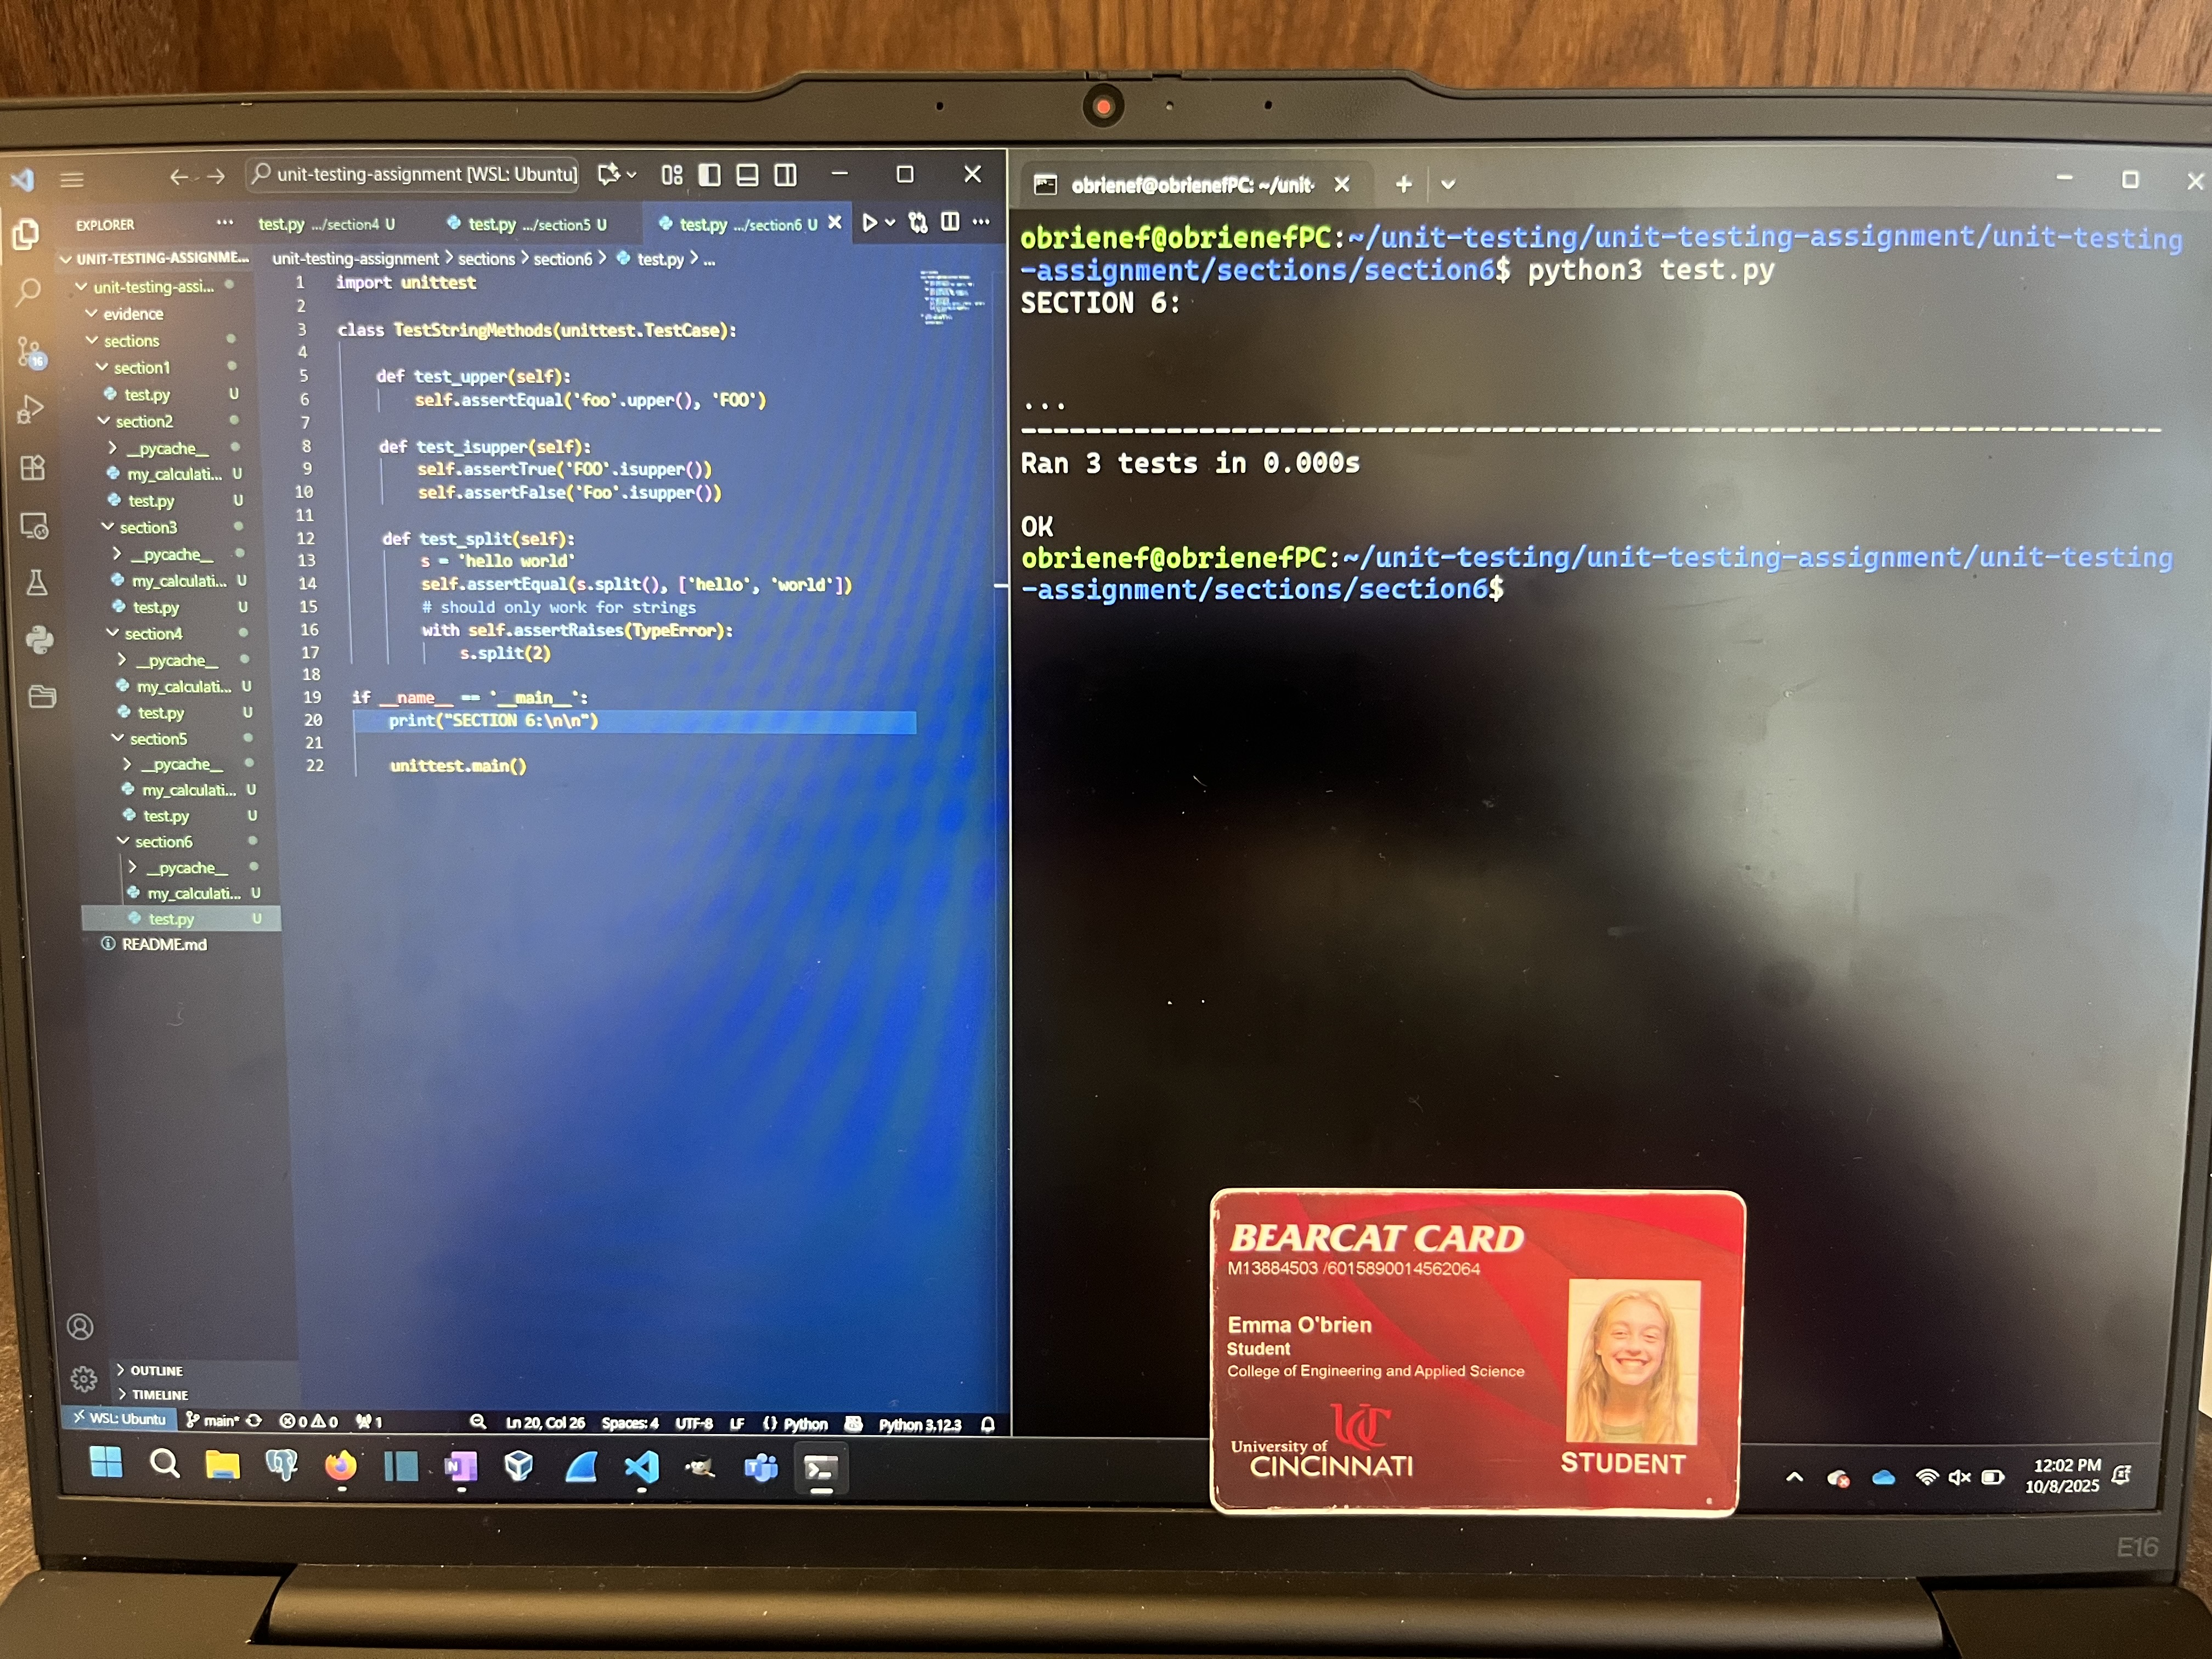 unit-testing-assignment [WSL: Ubuntu]
EXPLORER
test.py .../section4 U
test.py .../section5 U
test.py .../section6 U
UNIT-TESTING-ASSIGNME...
unit-testing-assignment > sections > section6 > test.py > ...
unit-testing-assi...
evidence
sections
section1
test.py U
section2
__pycache__
my_calculati... U
test.py U
section3
__pycache__
my_calculati... U
test.py U
section4
__pycache__
my_calculati... U
test.py U
section5
__pycache__
my_calculati... U
test.py U
section6
__pycache__
my_calculati... U
test.py U
README.md
16
OUTLINE
TIMELINE
1 import unittest
2
3 class TestStringMethods(unittest.TestCase):
4
5 def test_upper(self):
6 self.assertEqual('foo'.upper(), 'FOO')
7
8 def test_isupper(self):
9 self.assertTrue('FOO'.isupper())
10 self.assertFalse('Foo'.isupper())
11
12 def test_split(self):
13 s = 'hello world'
14 self.assertEqual(s.split(), ['hello', 'world'])
15 # should only work for strings
16 with self.assertRaises(TypeError):
17 s.split(2)
18
19 if __name__ == '__main__':
20 print("SECTION 6:\n\n")
21
22 unittest.main()
WSL: Ubuntu main* 0 0 1 Ln 20, Col 26 Spaces: 4 UTF-8 LF {} Python Python 3.12.3
obrienef@obrienefPC: ~/unit-
obrienef@obrienefPC:~/unit-testing/unit-testing-assignment/unit-testing
-assignment/sections/section6$ python3 test.py
SECTION 6:
...
----------------------------------------------------------------------
Ran 3 tests in 0.000s
OK
obrienef@obrienefPC:~/unit-testing/unit-testing-assignment/unit-testing
-assignment/sections/section6$
BEARCAT CARD
M13884503 /6015890014562064
Emma O'brien
Student
College of Engineering and Applied Science
UC
University of
CINCINNATI
STUDENT
12:02 PM
10/8/2025
E16